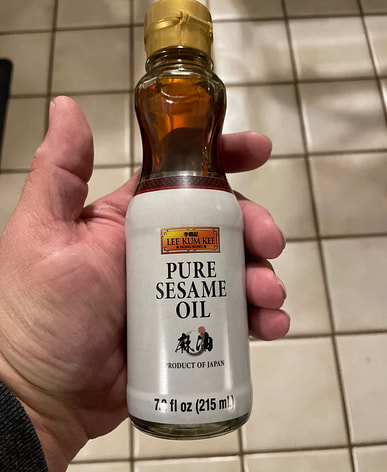 李錦記
LEE KUM KEE
PURE
SESAME
OIL
麻油
PRODUCT OF JAPAN
fl oz (215 mL)